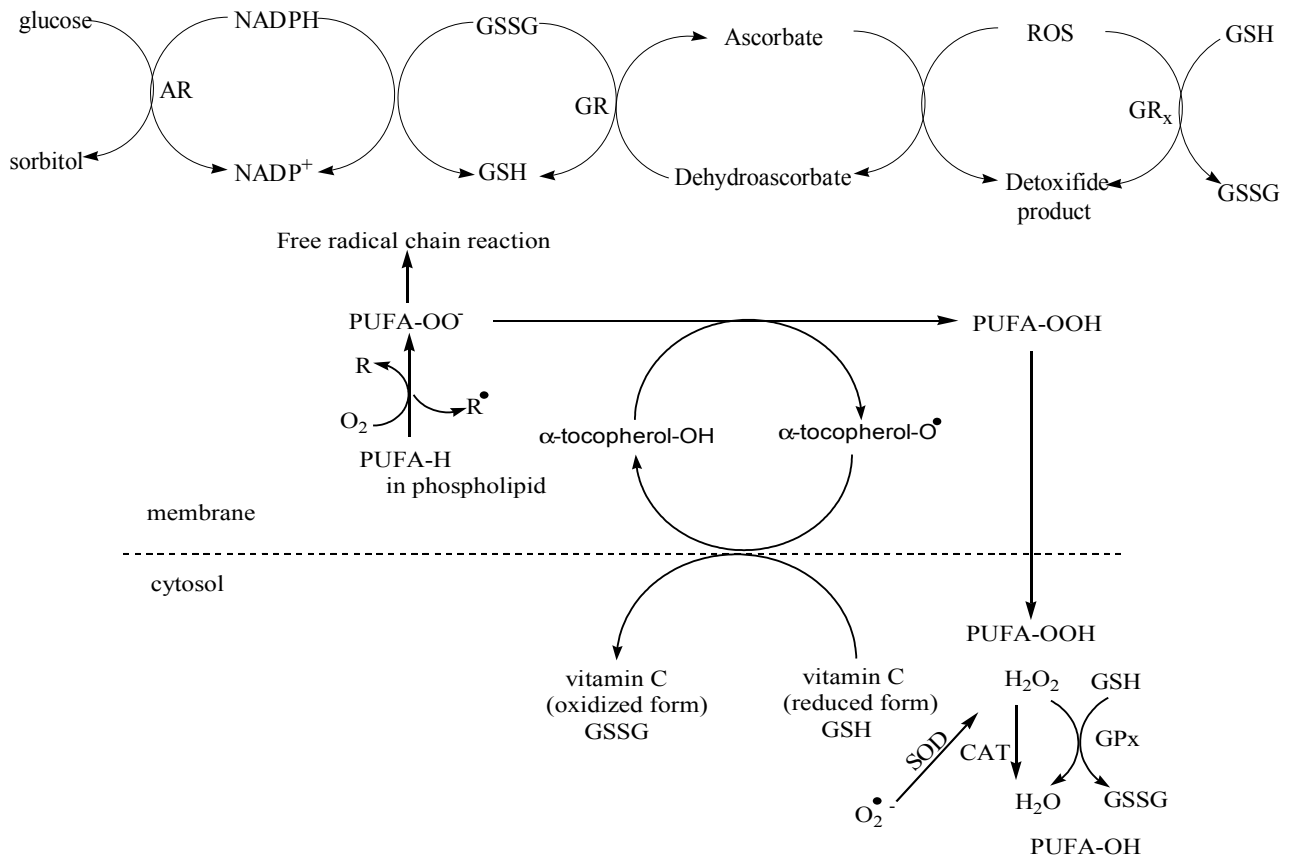 glucose NADPH GSSG Ascorbate ROS GSH
AR GR GRx
sorbitol NADP+ GSH Dehydroascorbate Detoxifide
product GSSG
Free radical chain reaction
PUFA-OO- PUFA-OOH
R R•
O2
α-tocopherol-OH α-tocopherol-O•
PUFA-H
in phospholipid
membrane
cytosol
PUFA-OOH
vitamin C vitamin C H2O2 GSH
(oxidized form) (reduced form)
GSSG GSH SOD CAT GPx
O2•- H2O GSSG
PUFA-OH